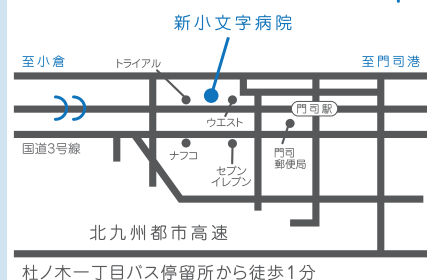 新小文字病院
至小倉
トライアル
至門司港
門司駅
ウエスト
国道3号線
ナフコ
セブン
イレブン
門司
郵便局
北九州都市高速
杜ノ木一丁目バス停留所から徒歩1分